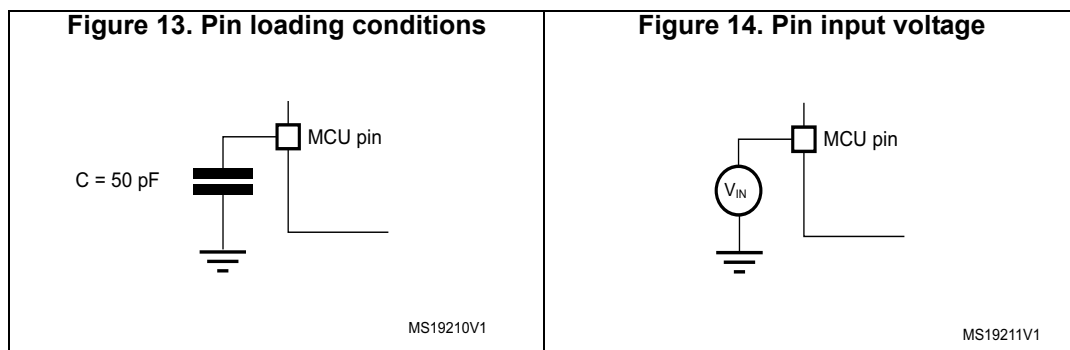 Figure 13. Pin loading conditions
MCU pin
C = 50 pF
MS19210V1
Figure 14. Pin input voltage
MCU pin
VIN
MS19211V1